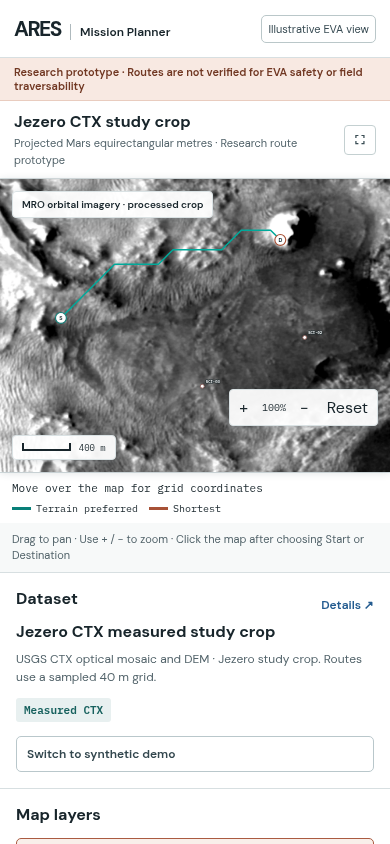 ARES Mission Planner
Illustrative EVA view
Research prototype · Routes are not verified for EVA safety or field
traversability
Jezero CTX study crop
Projected Mars equirectangular metres · Research route
prototype
MRO orbital imagery · processed crop
D
S
SCI-02
SCI-03
+ 100% − Reset
400 m
Move over the map for grid coordinates
Terrain preferred Shortest
Drag to pan · Use + / − to zoom · Click the map after choosing Start or
Destination
Dataset
Details ↗
Jezero CTX measured study crop
USGS CTX optical mosaic and DEM · Jezero study crop. Routes
use a sampled 40 m grid.
Measured CTX
Switch to synthetic demo
Map layers